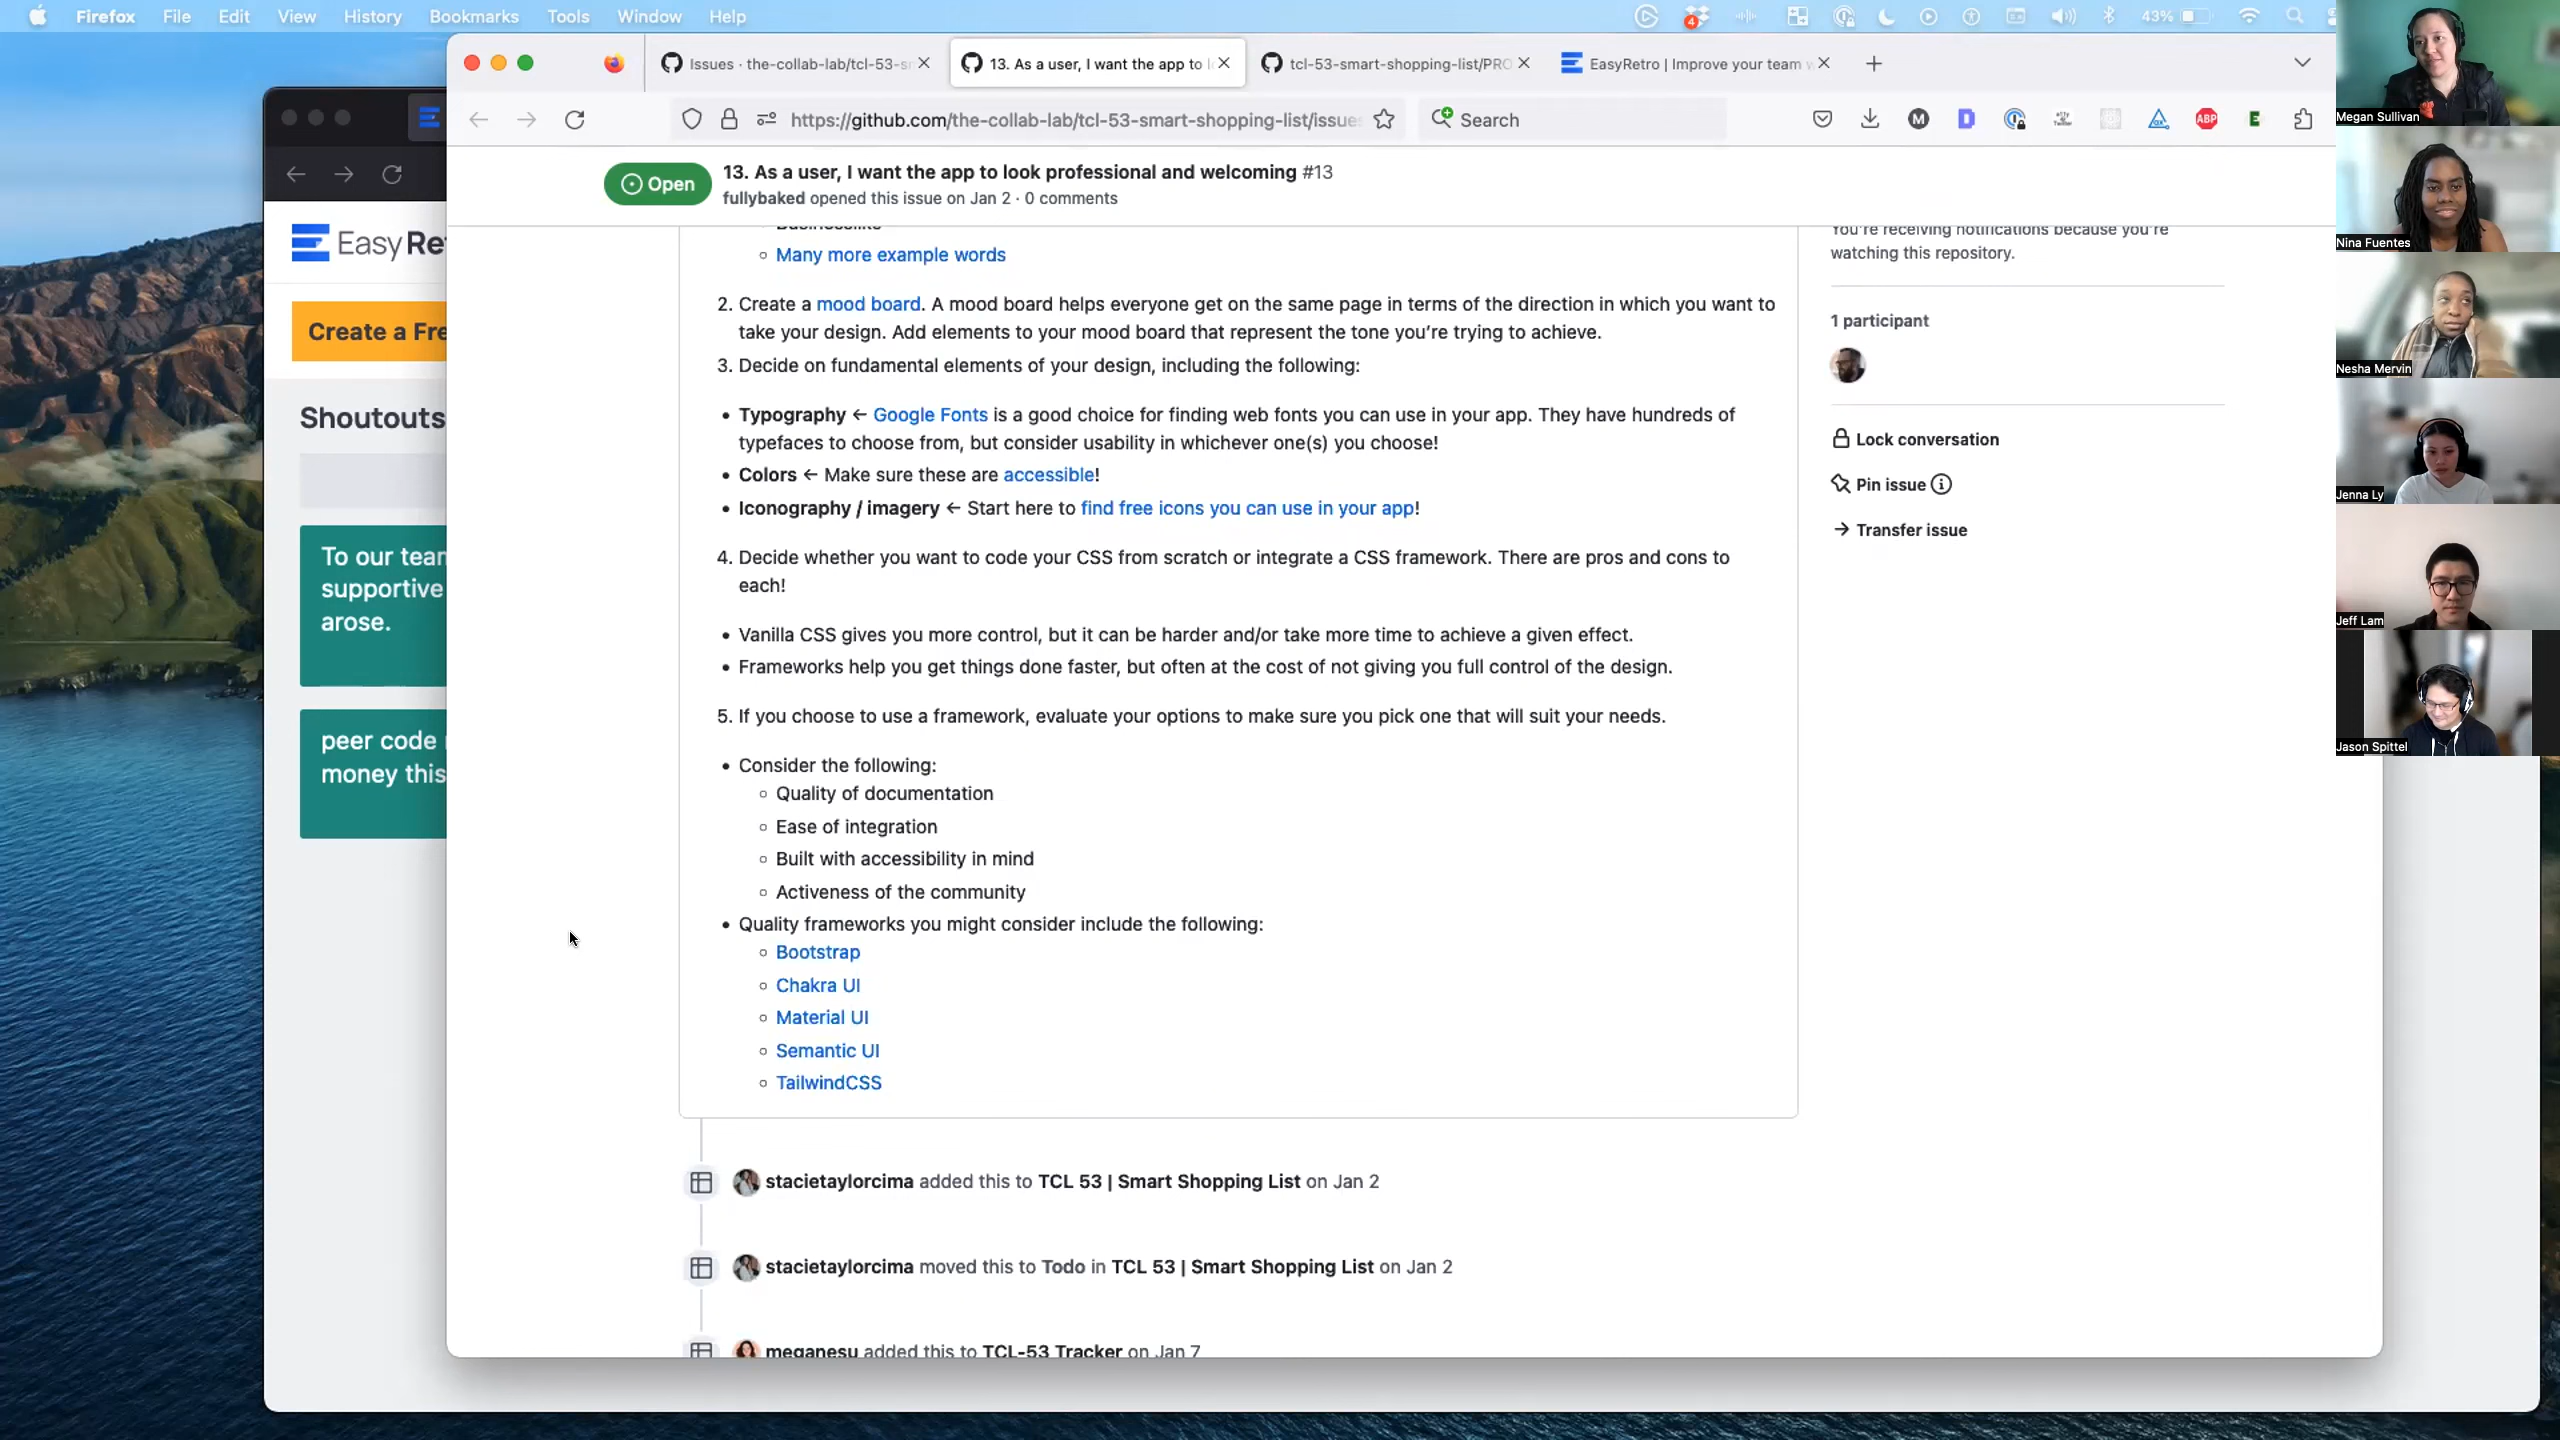 Firefox File Edit View History Bookmarks Tools Window Help
4
43%
Issues · the-collab-lab/tcl-53-s
13. As a user, I want the app to l
tcl-53-smart-shopping-list/PRO
EasyRetro | Improve your team w
https://github.com/the-collab-lab/tcl-53-smart-shopping-list/issues
Search
M
ABP
E
Open
13. As a user, I want the app to look professional and welcoming #13
fullybaked opened this issue on Jan 2 · 0 comments
Businesslike
Many more example words
2. Create a mood board. A mood board helps everyone get on the same page in terms of the direction in which you want to
take your design. Add elements to your mood board that represent the tone you’re trying to achieve.
3. Decide on fundamental elements of your design, including the following:
• Typography ← Google Fonts is a good choice for finding web fonts you can use in your app. They have hundreds of
typefaces to choose from, but consider usability in whichever one(s) you choose!
• Colors ← Make sure these are accessible!
• Iconography / imagery ← Start here to find free icons you can use in your app!
4. Decide whether you want to code your CSS from scratch or integrate a CSS framework. There are pros and cons to
each!
• Vanilla CSS gives you more control, but it can be harder and/or take more time to achieve a given effect.
• Frameworks help you get things done faster, but often at the cost of not giving you full control of the design.
5. If you choose to use a framework, evaluate your options to make sure you pick one that will suit your needs.
• Consider the following:
◦ Quality of documentation
◦ Ease of integration
◦ Built with accessibility in mind
◦ Activeness of the community
• Quality frameworks you might consider include the following:
◦ Bootstrap
◦ Chakra UI
◦ Material UI
◦ Semantic UI
◦ TailwindCSS
stacietaylorcima added this to TCL 53 | Smart Shopping List on Jan 2
stacietaylorcima moved this to Todo in TCL 53 | Smart Shopping List on Jan 2
meganesu added this to TCL-53 Tracker on Jan 7
You’re receiving notifications because you’re
watching this repository.
1 participant
Lock conversation
Pin issue
Transfer issue
EasyRe
Create a Fre
Shoutouts
To our team
supportive
arose.
peer code
money this
Megan Sullivan
Nina Fuentes
Nesha Mervin
Jenna Ly
Jeff Lam
Jason Spittel